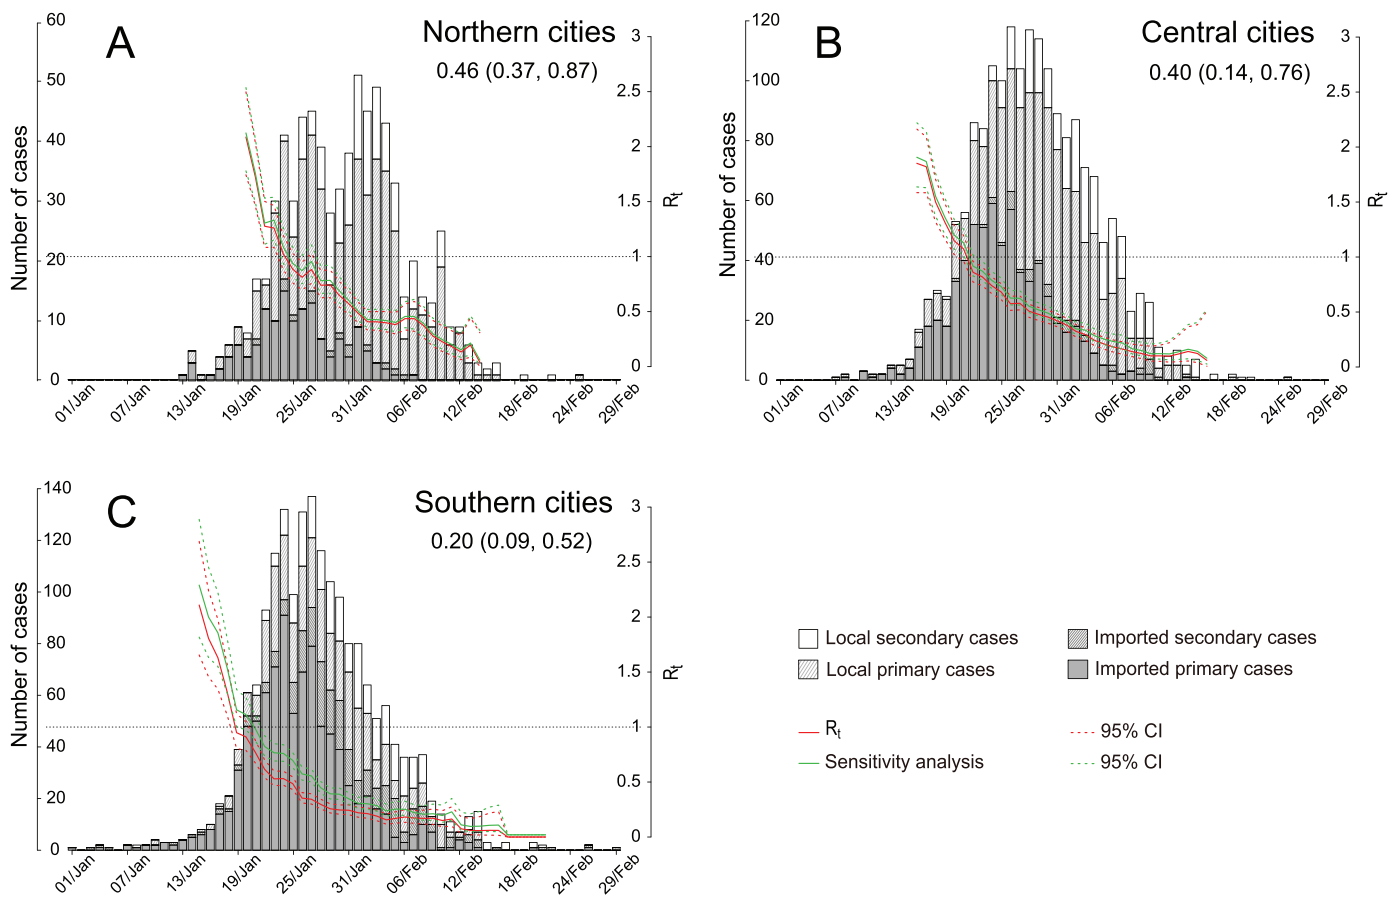 A
Northern cities
0.46 (0.37, 0.87)
Number of cases
60
50
40
30
20
10
0
3
2.5
2
1.5
1
0.5
0
Rt
01/Jan
07/Jan
13/Jan
19/Jan
25/Jan
31/Jan
06/Feb
12/Feb
18/Feb
24/Feb
29/Feb
B
Central cities
0.40 (0.14, 0.76)
Number of cases
120
100
80
60
40
20
0
3
2.5
2
1.5
1
0.5
0
Rt
01/Jan
07/Jan
13/Jan
19/Jan
25/Jan
31/Jan
06/Feb
12/Feb
18/Feb
24/Feb
29/Feb
C
Southern cities
0.20 (0.09, 0.52)
Number of cases
140
120
100
80
60
40
20
0
3
2.5
2
1.5
1
0.5
0
Rt
01/Jan
07/Jan
13/Jan
19/Jan
25/Jan
31/Jan
06/Feb
12/Feb
18/Feb
24/Feb
29/Feb
Local secondary cases
Imported secondary cases
Local primary cases
Imported primary cases
Rt
95% CI
Sensitivity analysis
95% CI